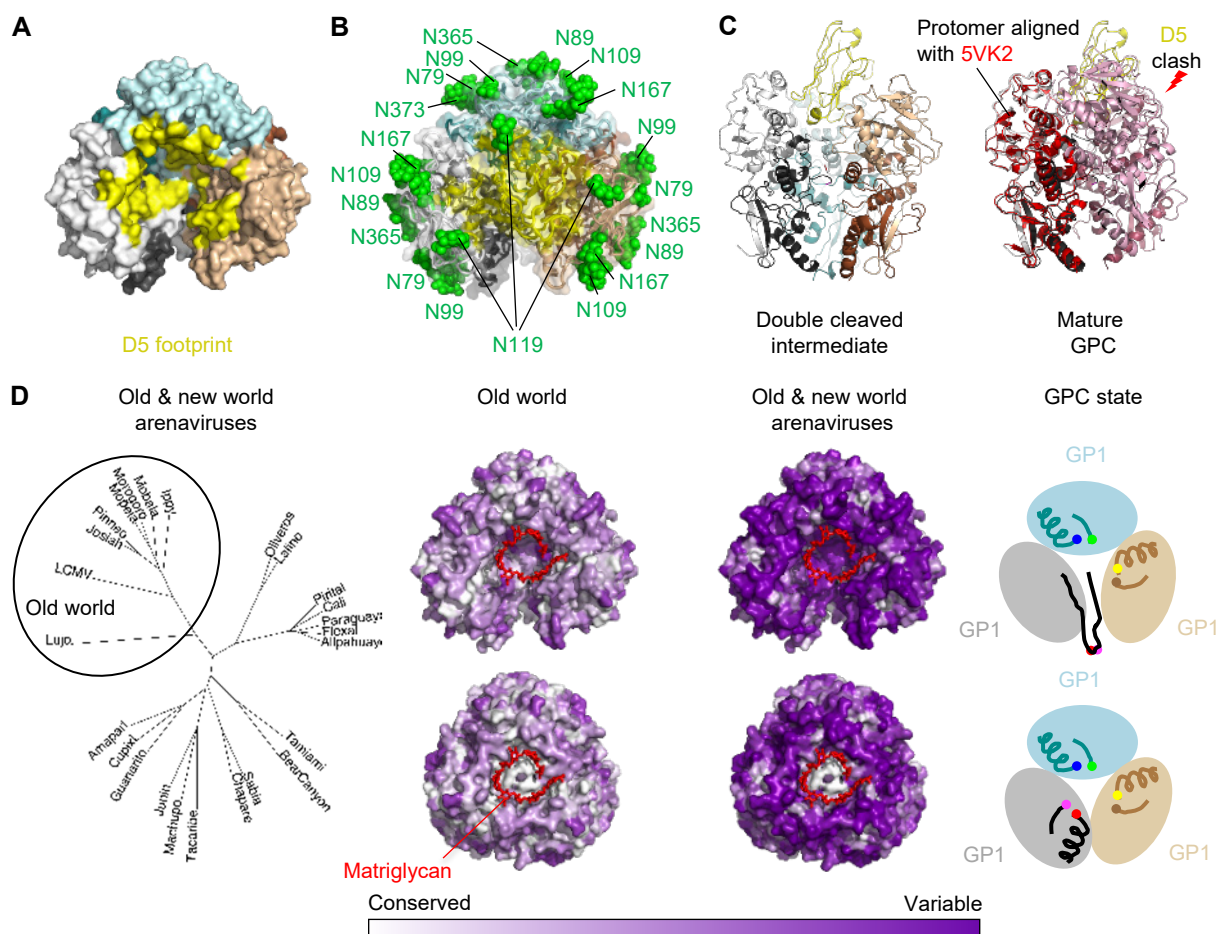 A
D5 footprint
B
N365
N99
N79
N373
N167
N109
N89
N365
N79
N99
N89
N109
N167
N99
N79
N365
N89
N167
N109
N119
C
Protomer aligned
with 5VK2
D5
clash
Double cleaved
intermediate
Mature
GPC
D
Old & new world
arenaviruses
Old world
Old & new world
arenaviruses
GPC state
Ippy
Mobala
Morogoro
Mopeia
Pinneo
Josiah
LCMV
Old world
Lujo
Oliveros
Latino
Pirital
Cali
Paraguay
Flexal
Allpahuayo
Amapari
Cupixi
Guanarito
Junin
Machupo
Tacaribe
Sabia
Chapare
Tamiami
BearCanyon
Matriglycan
GP1
GP1
GP1
GP1
GP1
GP1
Conserved
Variable